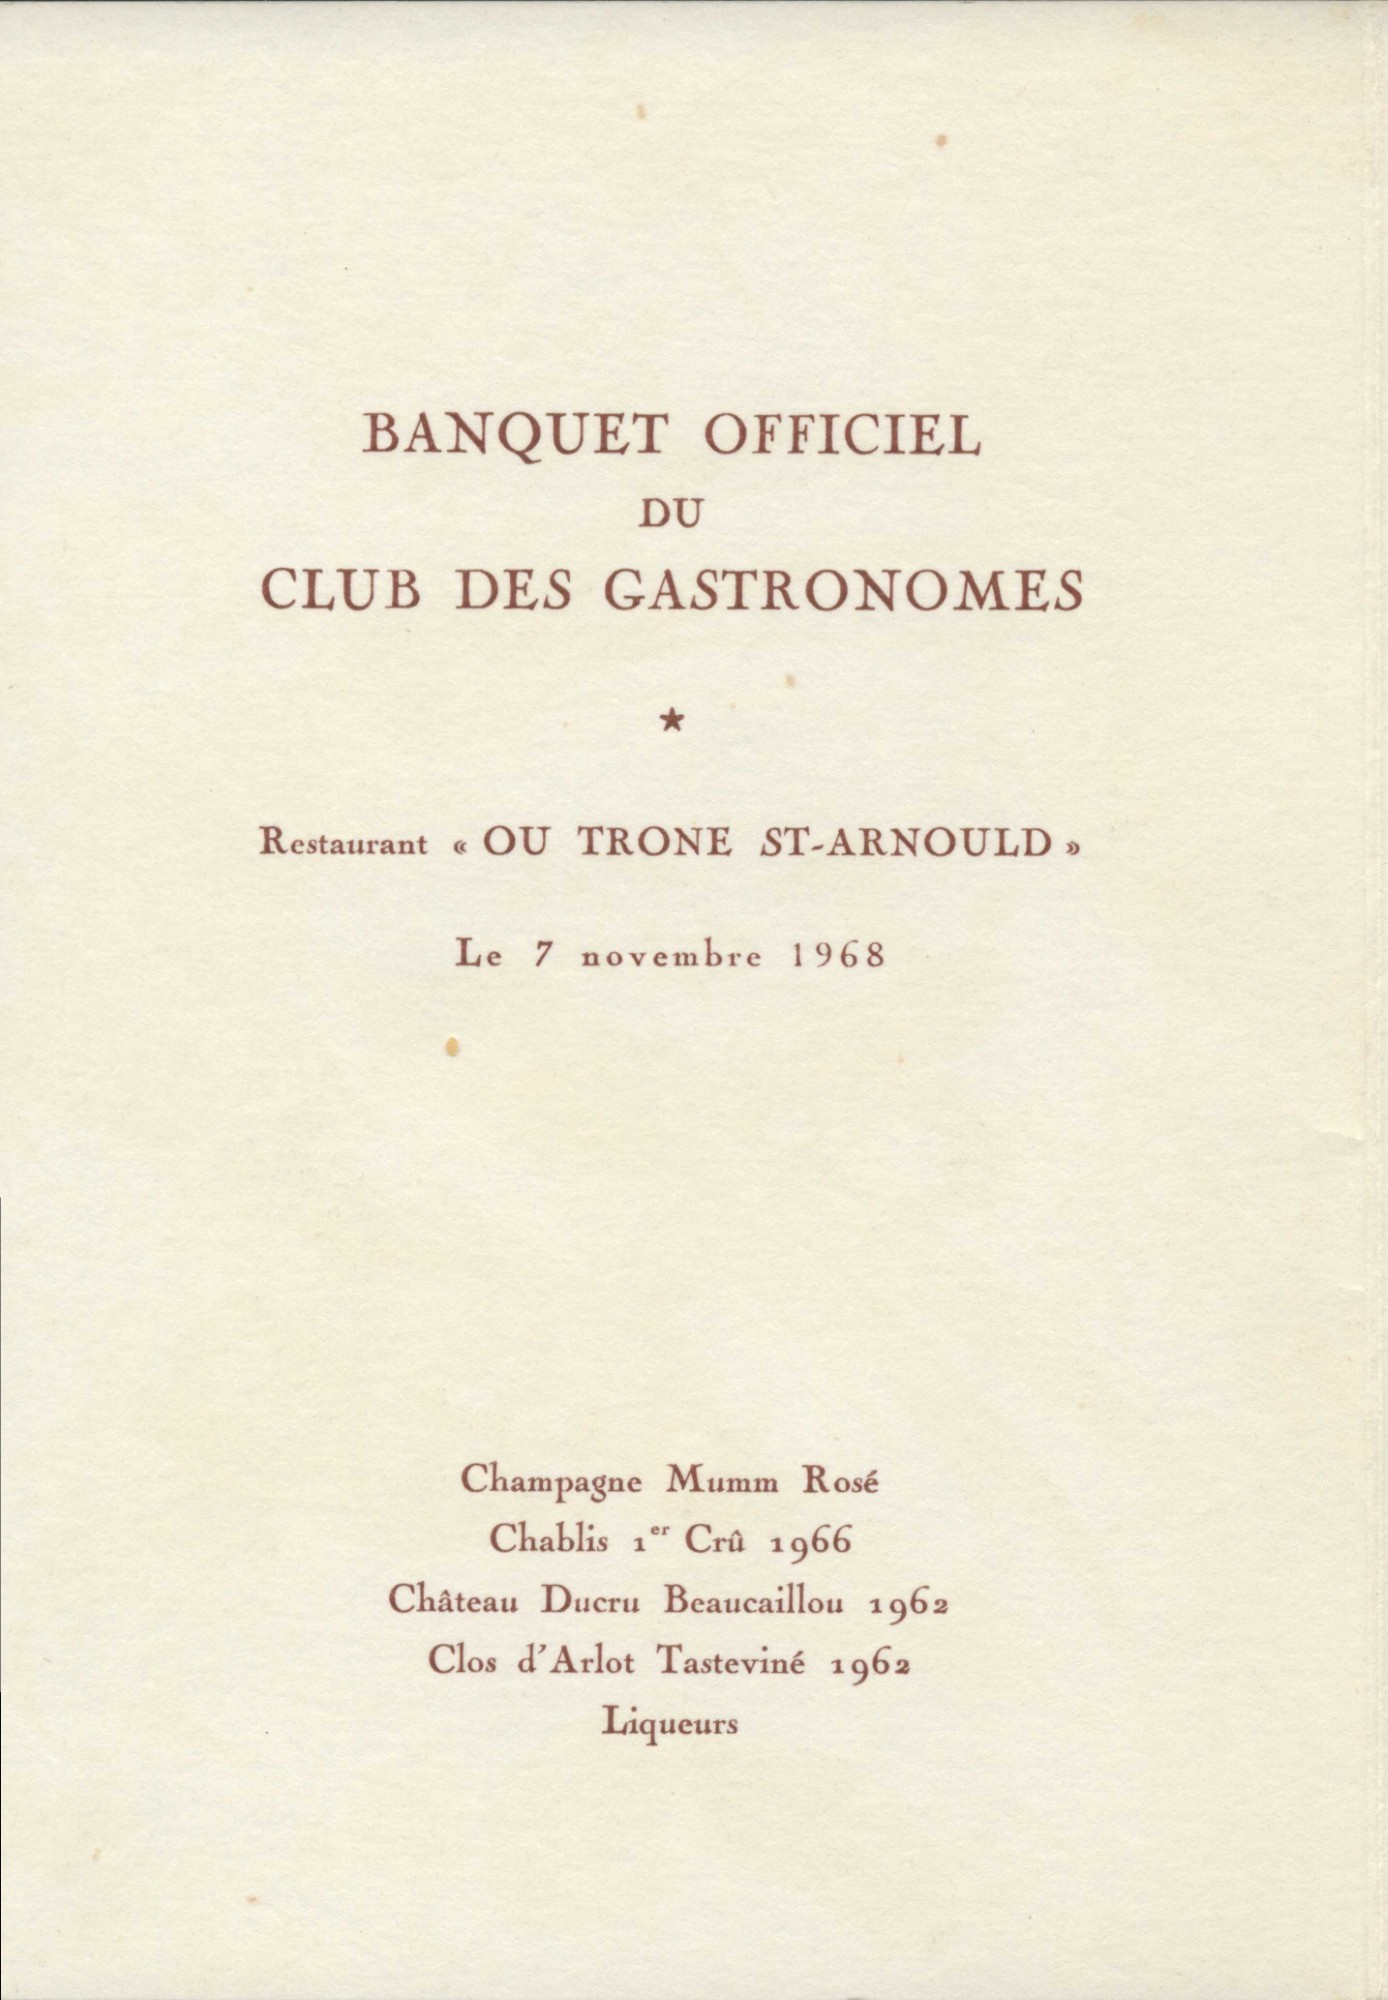 BANQUET OFFICIEL
DU
CLUB DES GASTRONOMES
★
Restaurant « OU TRONE ST-ARNOULD »
Le 7 novembre 1968
Champagne Mumm Rosé
Chablis 1er Crû 1966
Château Ducru Beaucaillou 1962
Clos d'Arlot Tasteviné 1962
Liqueurs